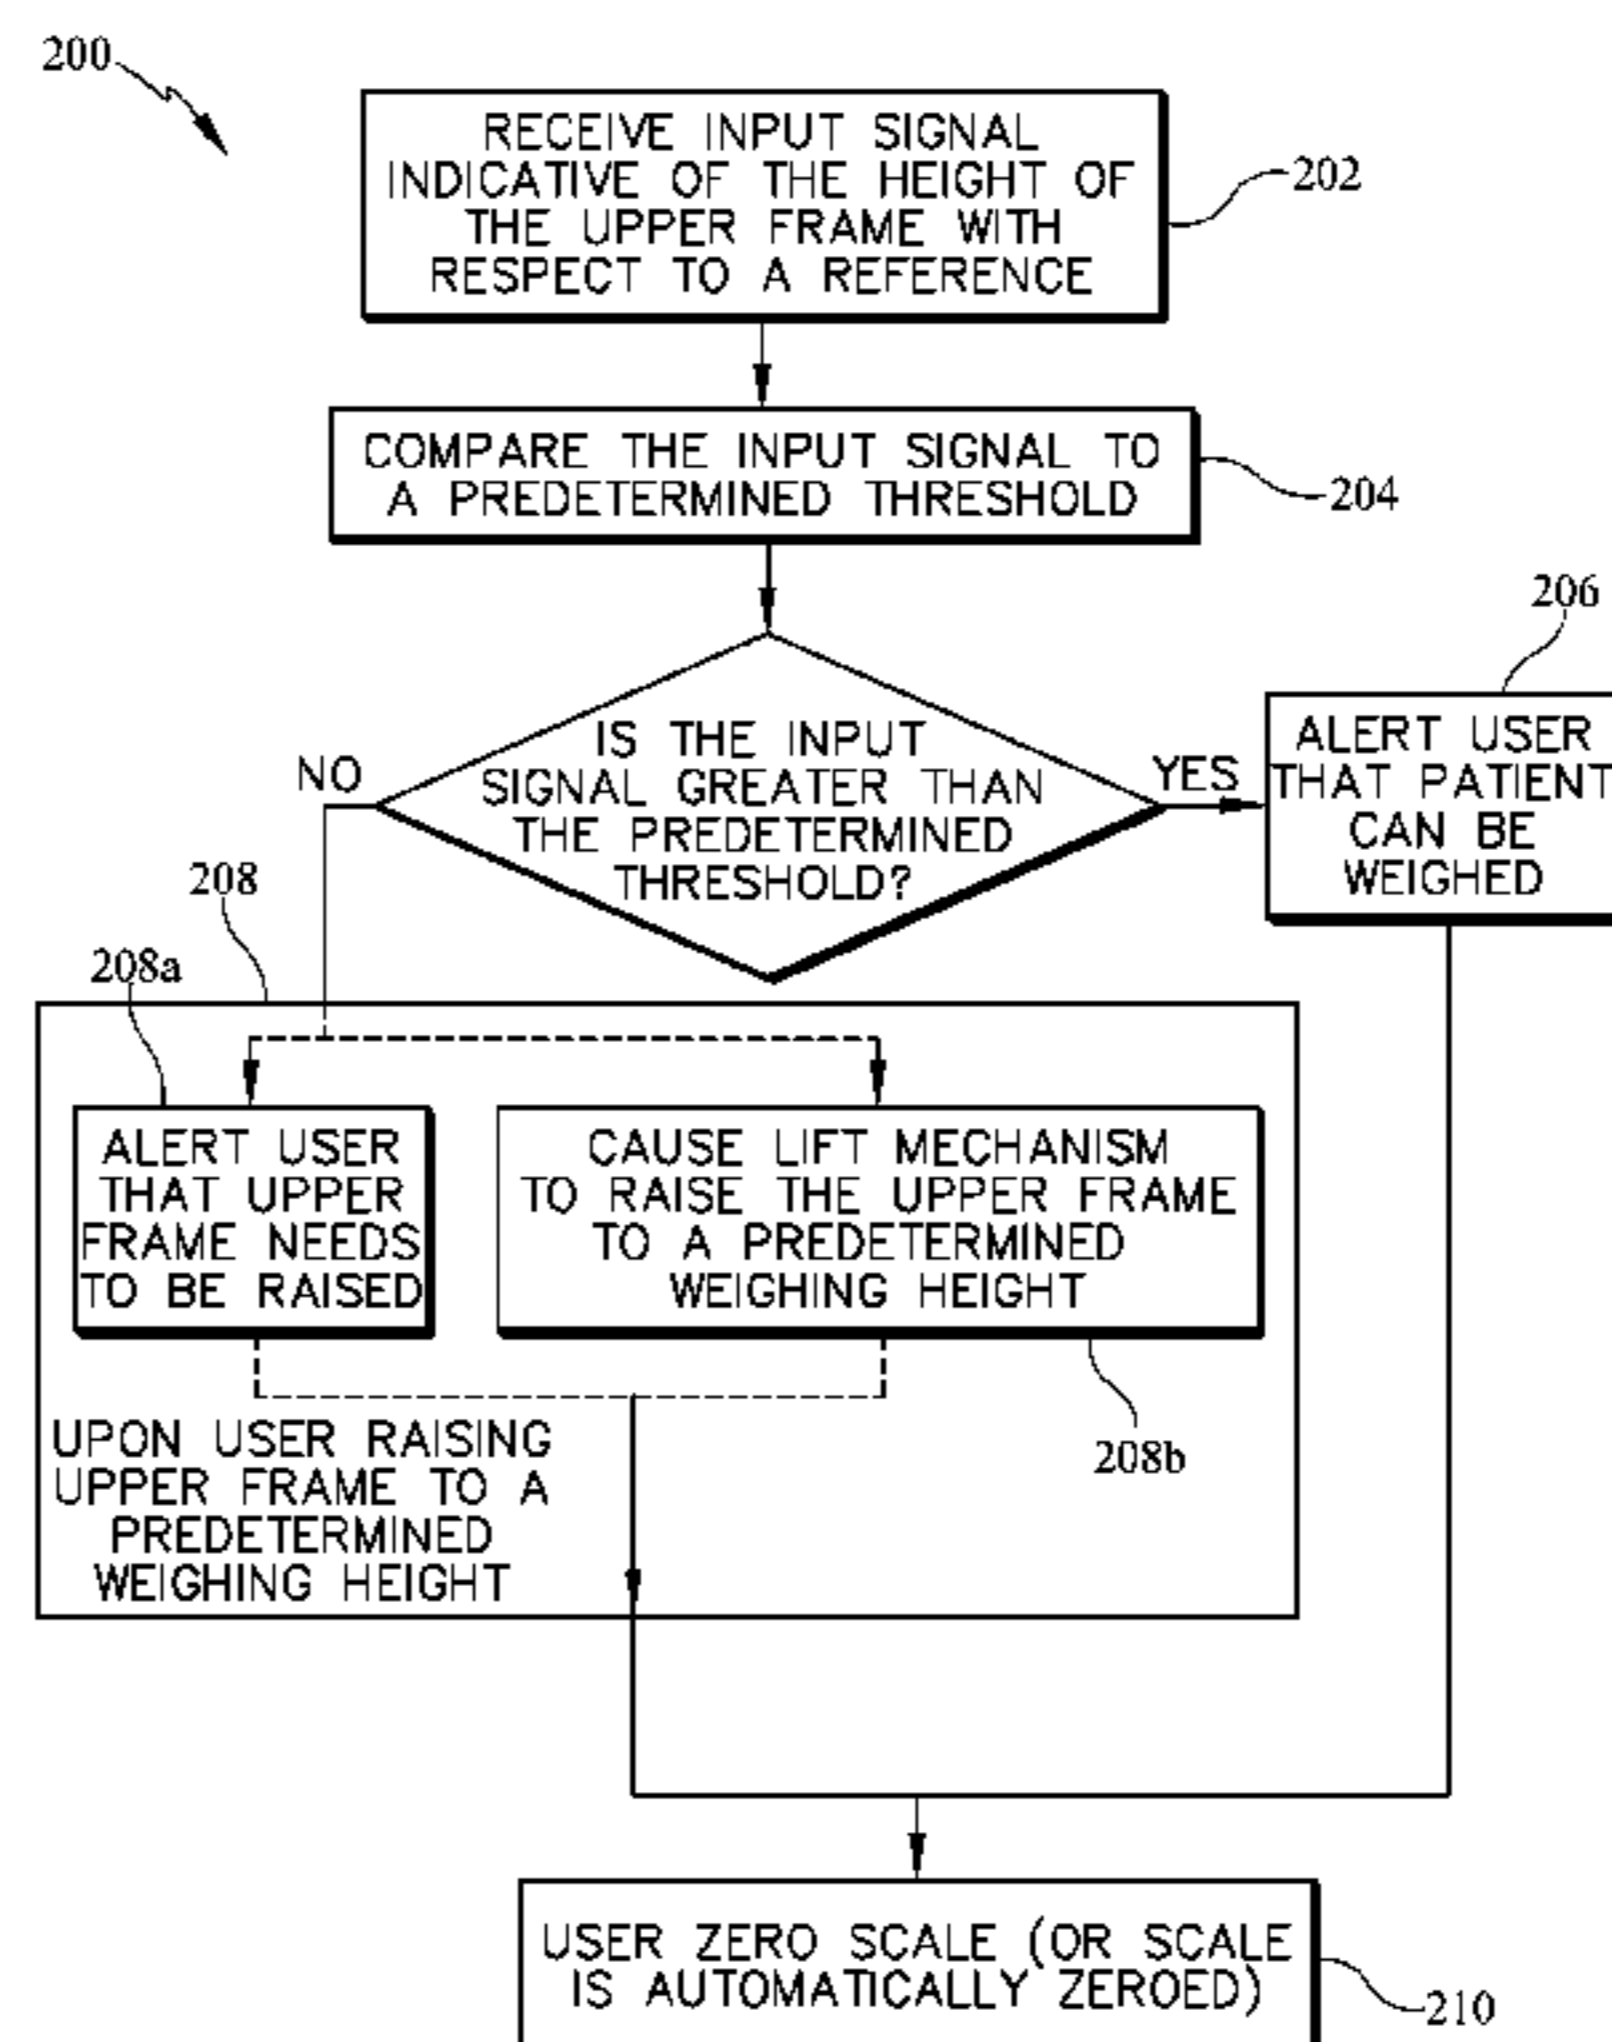 200
RECEIVE INPUT SIGNAL
INDICATIVE OF THE HEIGHT OF
THE UPPER FRAME WITH
RESPECT TO A REFERENCE
202
COMPARE THE INPUT SIGNAL TO
A PREDETERMINED THRESHOLD
204
IS THE INPUT
SIGNAL GREATER THAN
THE PREDETERMINED
THRESHOLD?
NO
YES
206
ALERT USER
THAT PATIENT
CAN BE
WEIGHED
208
208a
ALERT USER
THAT UPPER
FRAME NEEDS
TO BE RAISED
CAUSE LIFT MECHANISM
TO RAISE THE UPPER FRAME
TO A PREDETERMINED
WEIGHING HEIGHT
208b
UPON USER RAISING
UPPER FRAME TO A
PREDETERMINED
WEIGHING HEIGHT
USER ZERO SCALE (OR SCALE
IS AUTOMATICALLY ZEROED)
210